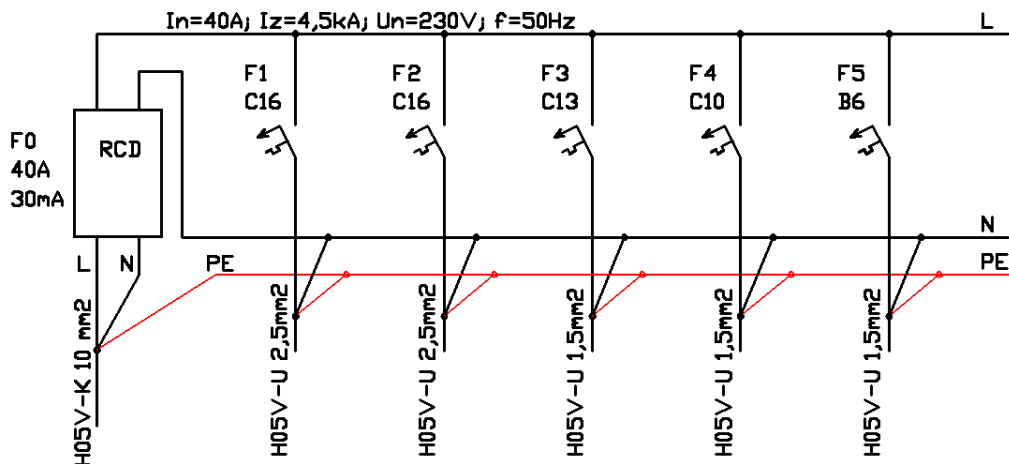 In=40A; Iz=4,5kA; Un=230V; f=50Hz
L
F1
C16
F2
C16
F3
C13
F4
C10
F5
B6
F0
40A
30mA
RCD
N
L
N
PE
PE
H05V-K 10 mm2
H05V-U 2,5mm2
H05V-U 2,5mm2
H05V-U 1,5mm2
H05V-U 1,5mm2
H05V-U 1,5mm2